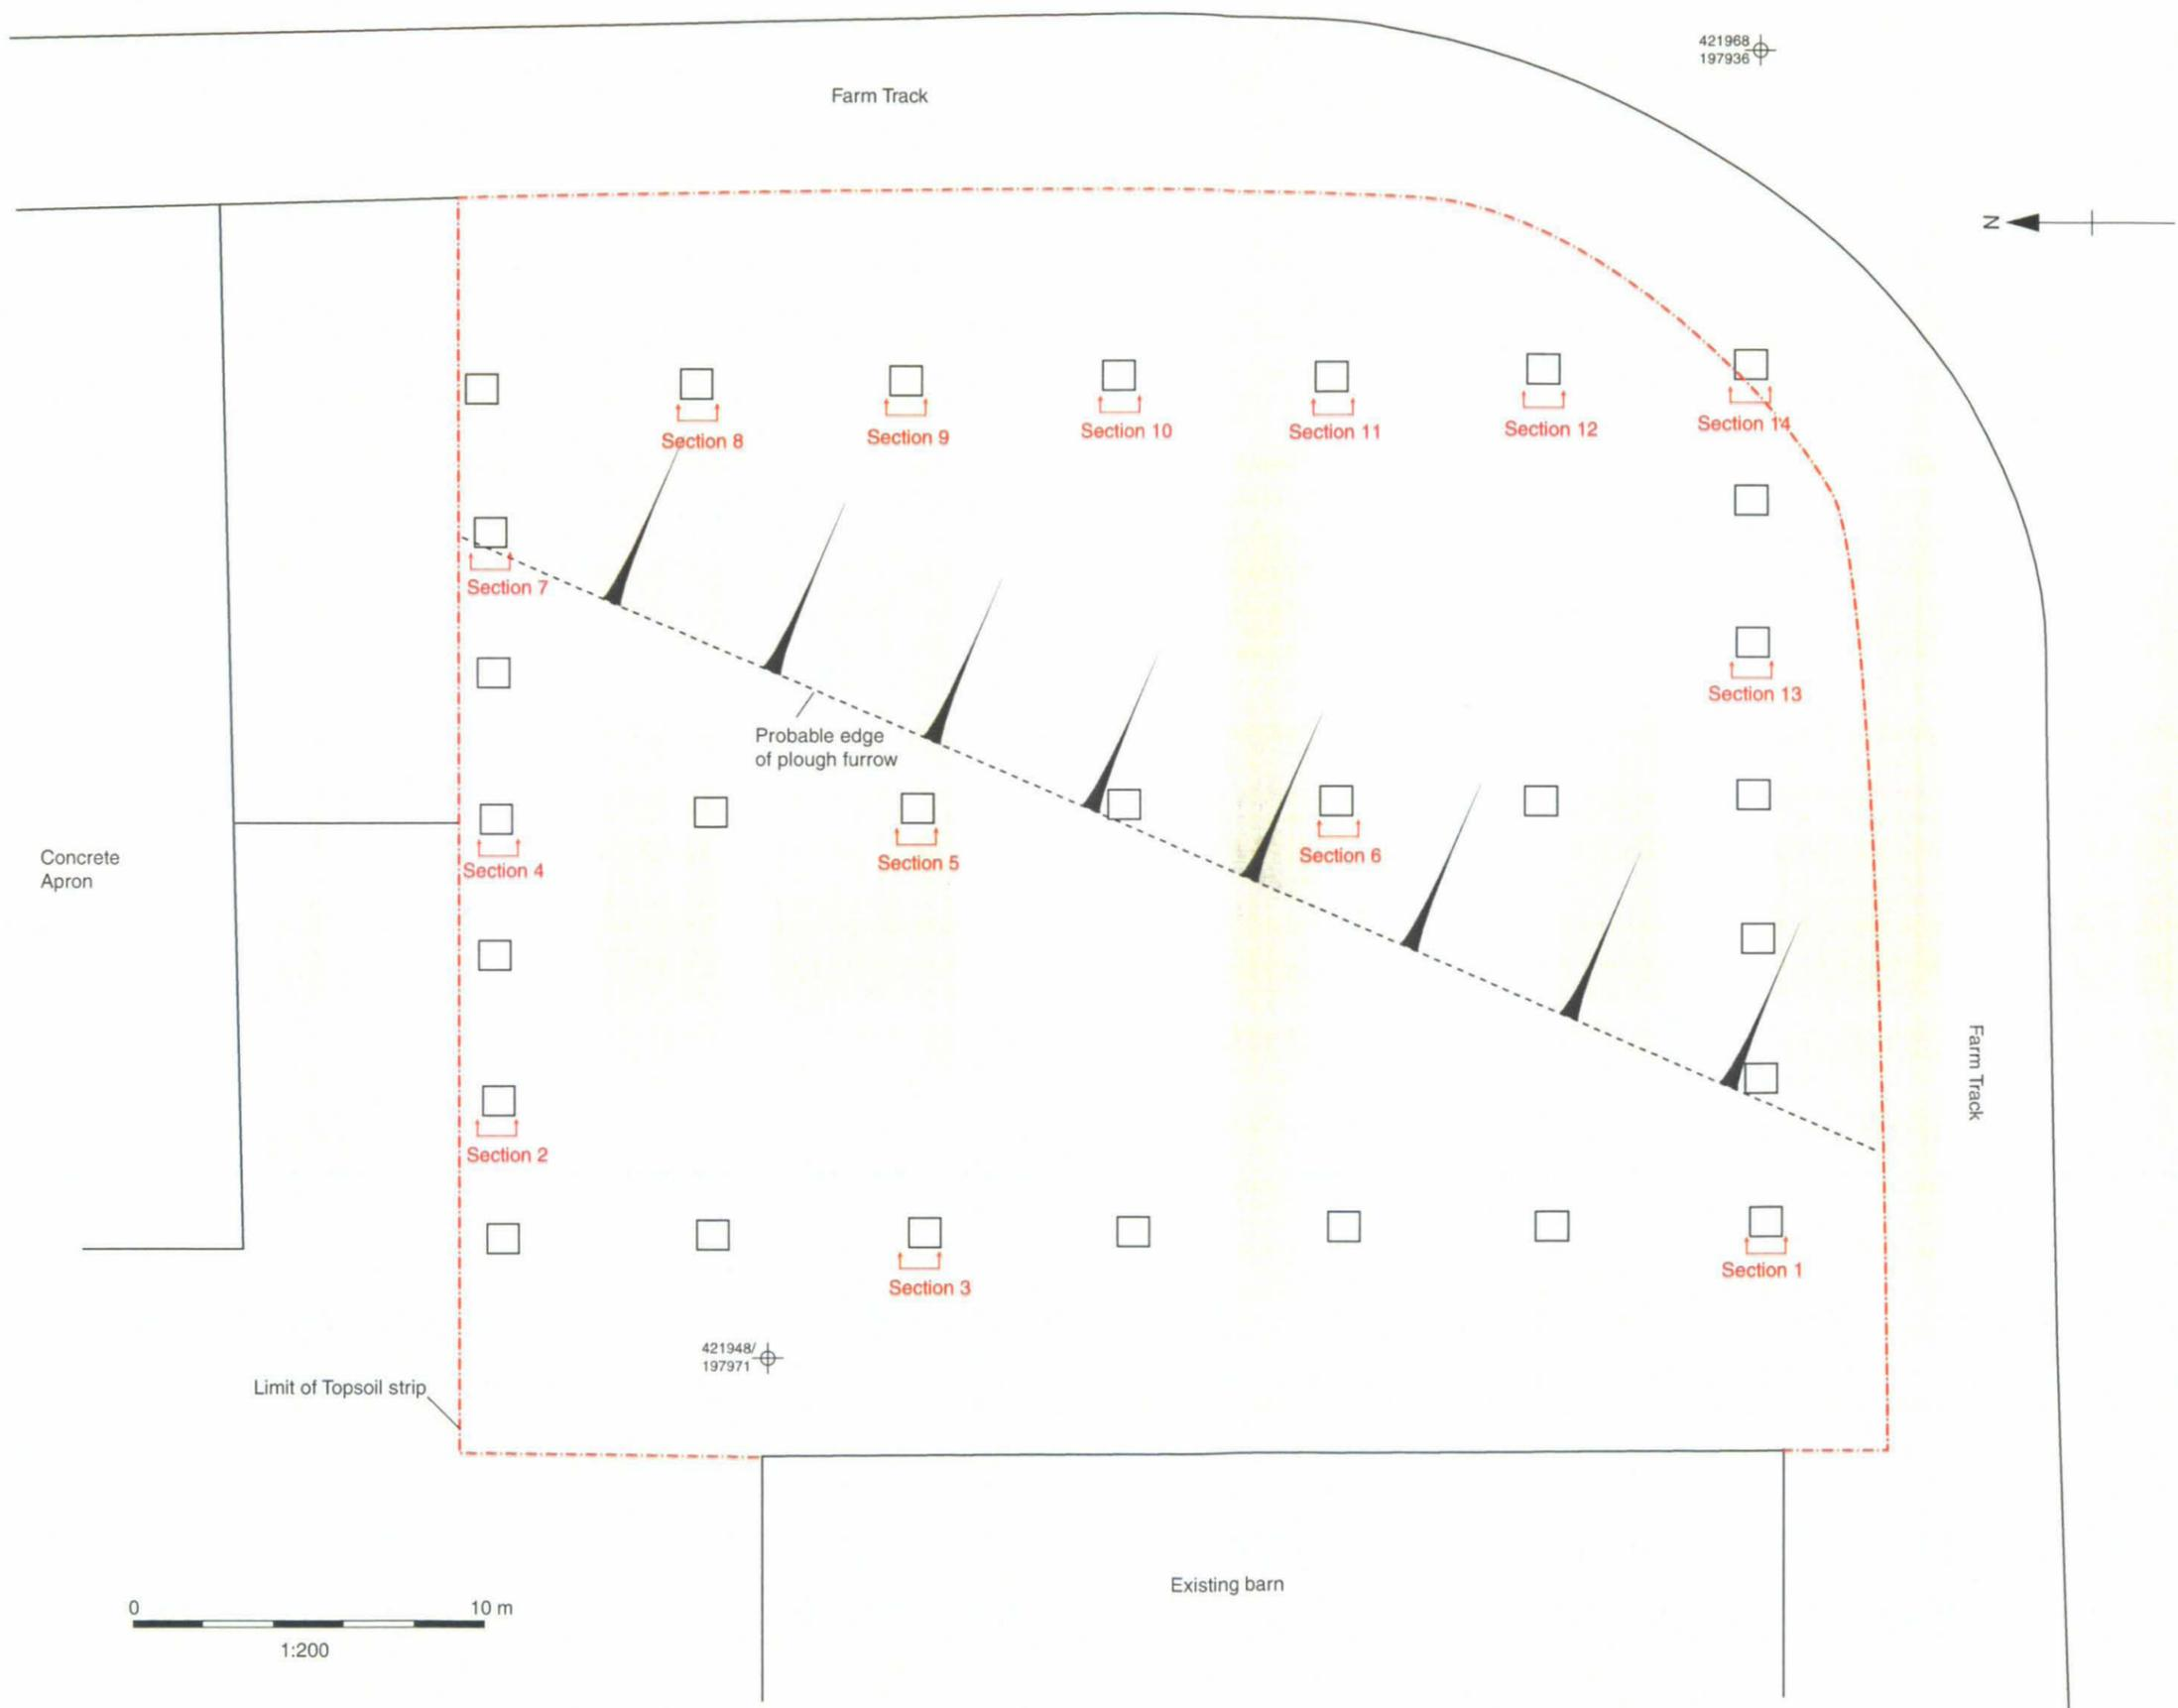 421968
197936
Farm Track
N
Section 8
Section 9
Section 10
Section 11
Section 12
Section 14
Section 7
Section 13
Probable edge
of plough furrow
Section 4
Section 5
Section 6
Concrete
Apron
Farm Track
Section 2
Section 3
Section 1
421948/
197971
Limit of Topsoil strip
Existing barn
0 10 m
1:200